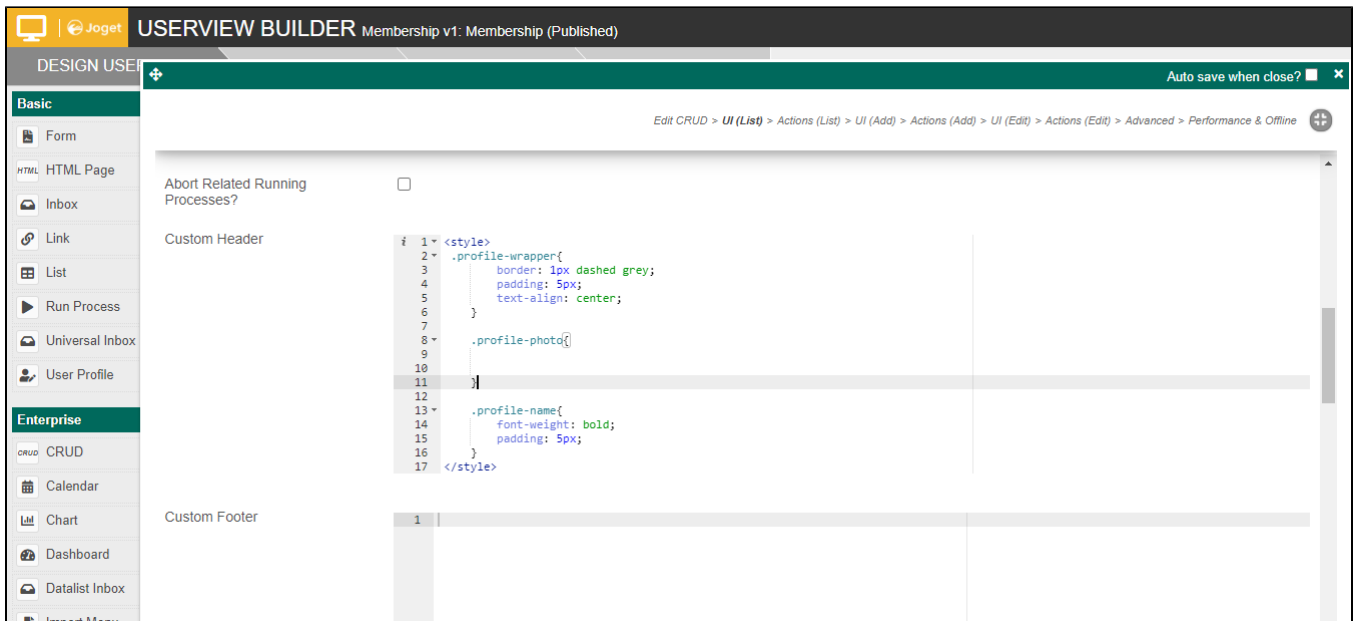 Joget USERVIEW BUILDER Membership v1: Membership (Published)
DESIGN USE
Auto save when close? ×
Basic
Edit CRUD > UI (List) > Actions (List) > UI (Add) > Actions (Add) > UI (Edit) > Actions (Edit) > Advanced > Performance & Offline
Form
HTML HTML Page
Inbox
Link
List
Run Process
Universal Inbox
User Profile
Enterprise
CRUD CRUD
Calendar
Chart
Dashboard
Datalist Inbox
Import Menu
Abort Related Running
Processes?
Custom Header
i 1 <style>
2 .profile-wrapper{
3 border: 1px dashed grey;
4 padding: 5px;
5 text-align: center;
6 }
7
8 .profile-photo{
9
10
11 }
12
13 .profile-name{
14 font-weight: bold;
15 padding: 5px;
16 }
17 </style>
Custom Footer
1